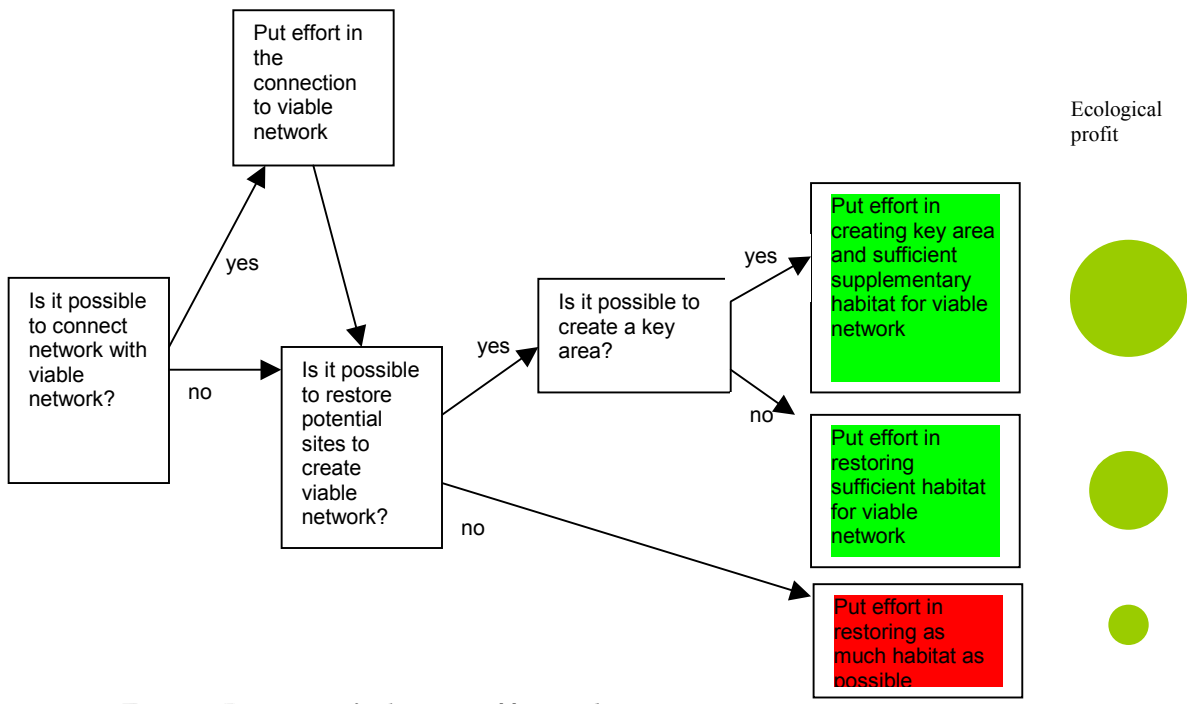 Put effort in
the
connection
to viable
network
Ecological
profit
yes
Is it possible
to connect
network with
viable
network?
no
Is it possible
to restore
potential
sites to
create
viable
network?
yes
no
Is it possible to
create a key
area?
yes
no
Put effort in
creating key area
and sufficient
supplementary
habitat for viable
network
Put effort in
restoring
sufficient habitat
for viable
network
Put effort in
restoring as
much habitat as
possible